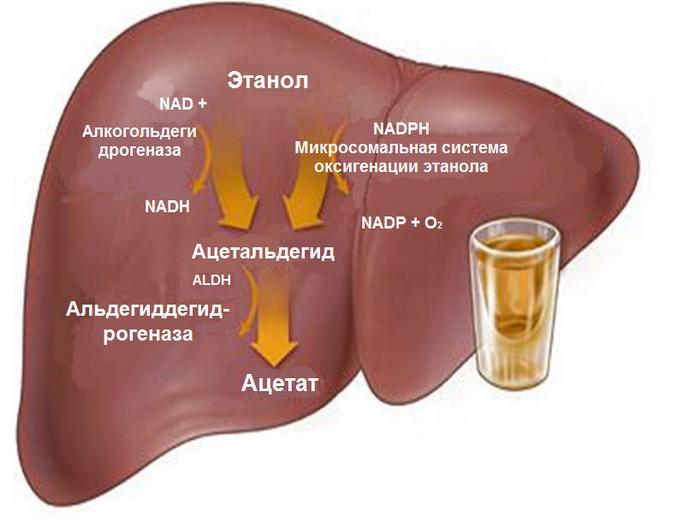 Этанол
NAD +
Алкогольдеги
дрогеназа
NADH
NADPH
Микросомальная система
оксигенации этанола
NADP + O₂
Ацетальдегид
ALDH
Альдегиддегид-
рогеназа
Ацетат